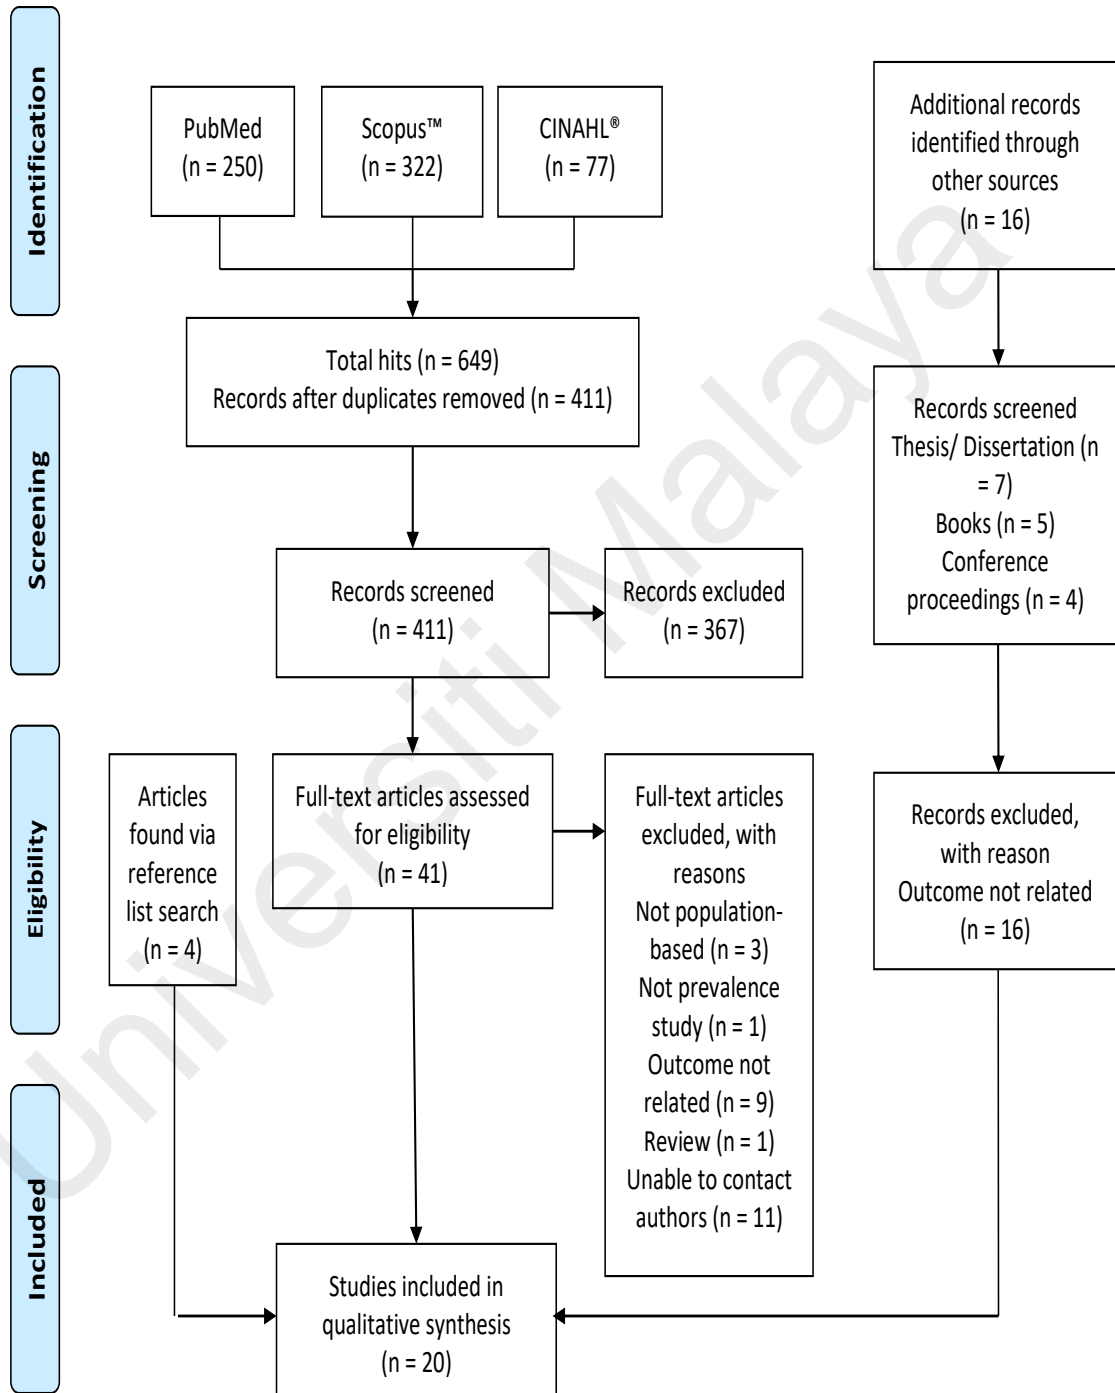 Identification
PubMed
(n = 250)
Scopus™
(n = 322)
CINAHL®
(n = 77)
Additional records
identified through
other sources
(n = 16)
Total hits (n = 649)
Records after duplicates removed (n = 411)
Screening
Records screened
(n = 411)
Records excluded
(n = 367)
Records screened
Thesis/ Dissertation (n
= 7)
Books (n = 5)
Conference
proceedings (n = 4)
Eligibility
Articles
found via
reference
list search
(n = 4)
Full-text articles assessed
for eligibility
(n = 41)
Full-text articles
excluded, with
reasons
Not population-
based (n = 3)
Not prevalence
study (n = 1)
Outcome not
related (n = 9)
Review (n = 1)
Unable to contact
authors (n = 11)
Records excluded,
with reason
Outcome not related
(n = 16)
Included
Studies included in
qualitative synthesis
(n = 20)
Universiti Malaya